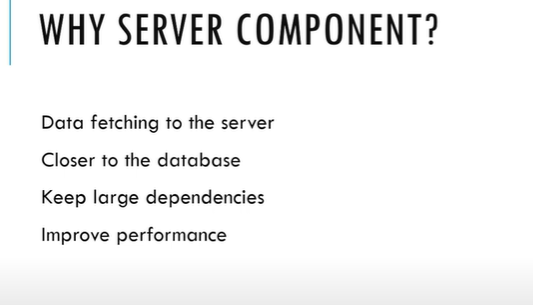 WHY SERVER COMPONENT?
Data fetching to the server
Closer to the database
Keep large dependencies
Improve performance